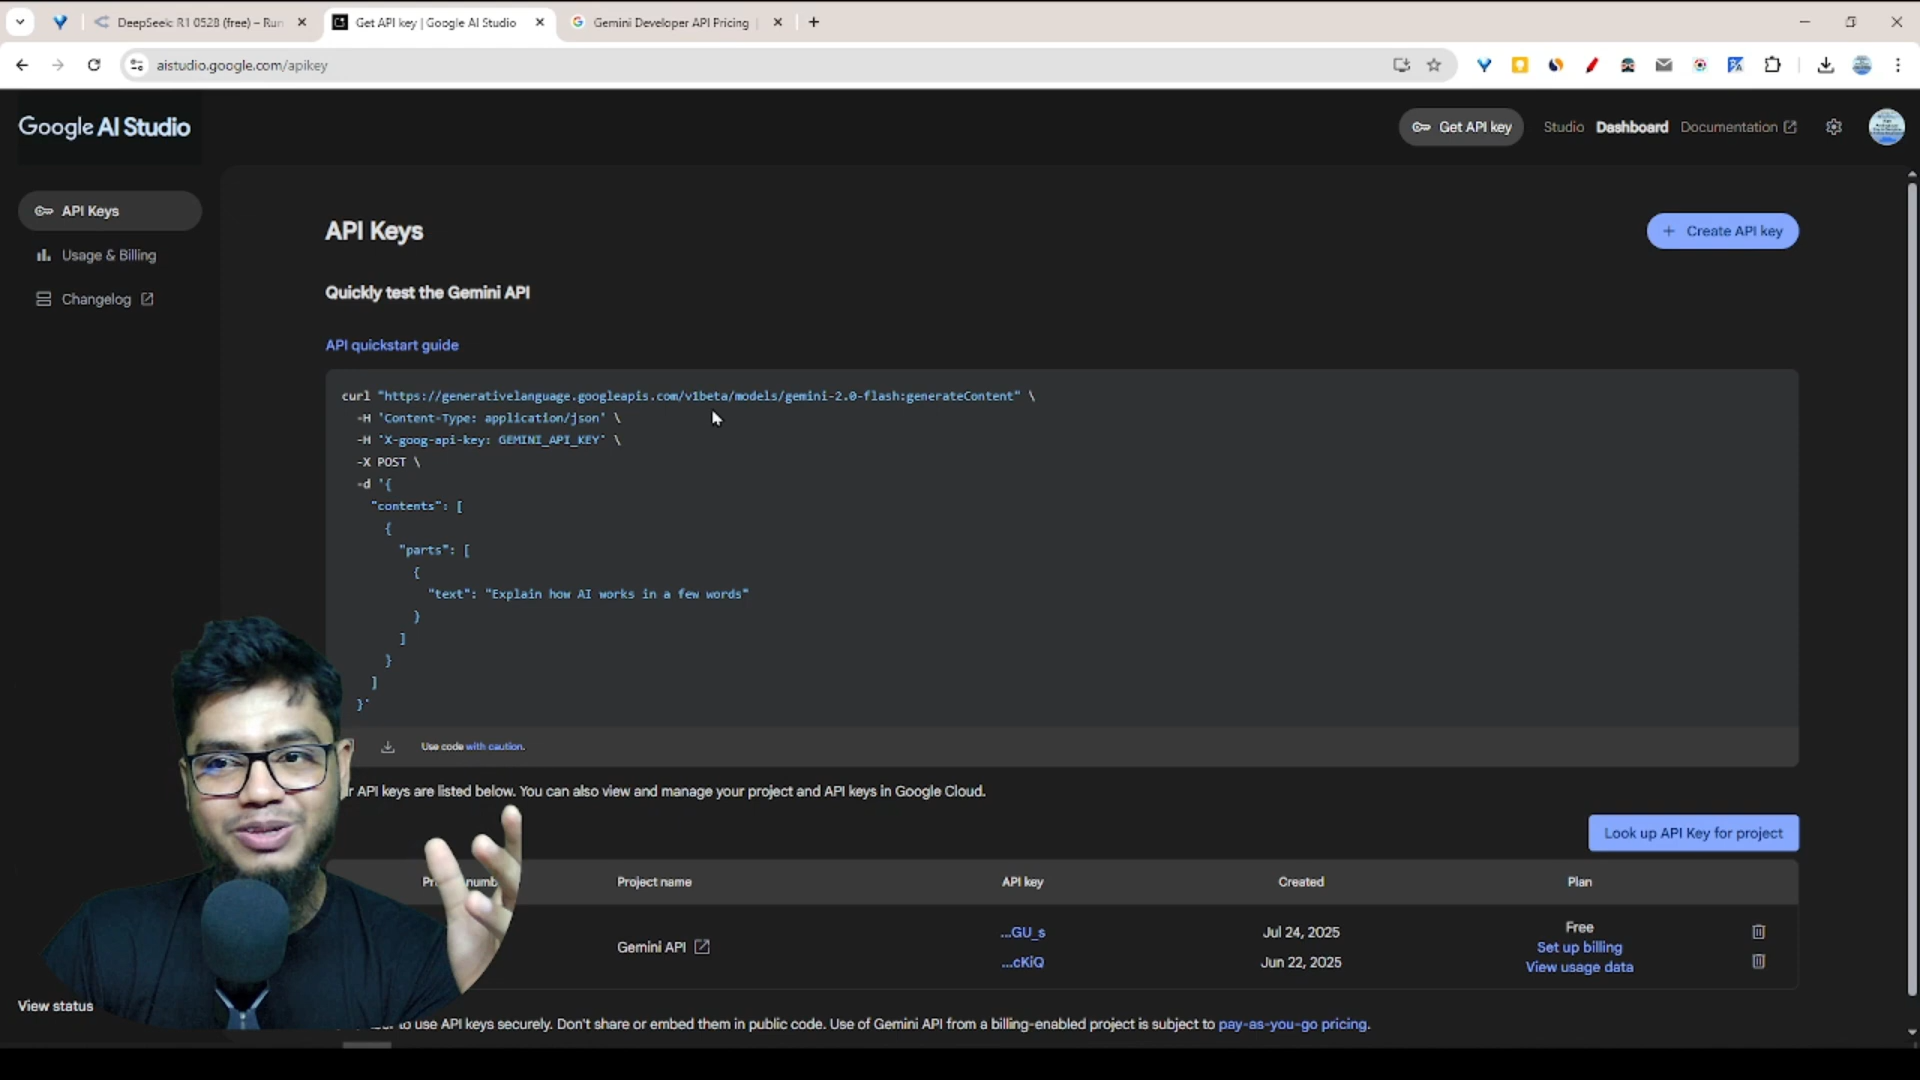 DeepSeek: R1 0528 (free) – Run
Get API key | Google AI Studio
Gemini Developer API Pricing
aistudio.google.com/apikey
Google AI Studio
Get API key
Studio
Dashboard
Documentation
API Keys
Usage & Billing
Changelog
API Keys
Create API key
Quickly test the Gemini API
API quickstart guide
curl "https://generativelanguage.googleapis.com/v1beta/models/gemini-2.0-flash:generateContent" \
-H 'Content-Type: application/json' \
-H 'X-goog-api-key: GEMINI_API_KEY' \
-X POST \
-d '{
"contents": [
{
"parts": [
{
"text": "Explain how AI works in a few words"
}
]
}
]
}'
Use code with caution.
API keys are listed below. You can also view and manage your project and API keys in Google Cloud.
Look up API Key for project
Project name
API key
Created
Plan
Gemini API
...GU_s
Jul 24, 2025
Free
Set up billing
...cKiQ
Jun 22, 2025
View usage data
View status
to use API keys securely. Don't share or embed them in public code. Use of Gemini API from a billing-enabled project is subject to pay-as-you-go pricing.